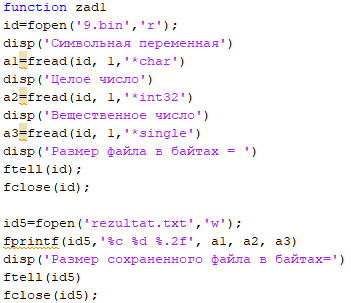 function zad1
id=fopen('9.bin','r');
disp('Символьная переменная')
a1=fread(id, 1,'*char')
disp('Целое число')
a2=fread(id, 1,'*int32')
disp('Вещественное число')
a3=fread(id, 1,'*single')
disp('Размер файла в байтах = ')
ftell(id);
fclose(id);
id5=fopen('rezultat.txt','w');
fprintf(id5,'%c %d %.2f', a1, a2, a3)
disp('Размер сохраненного файла в байтах=')
ftell(id5)
fclose(id5);